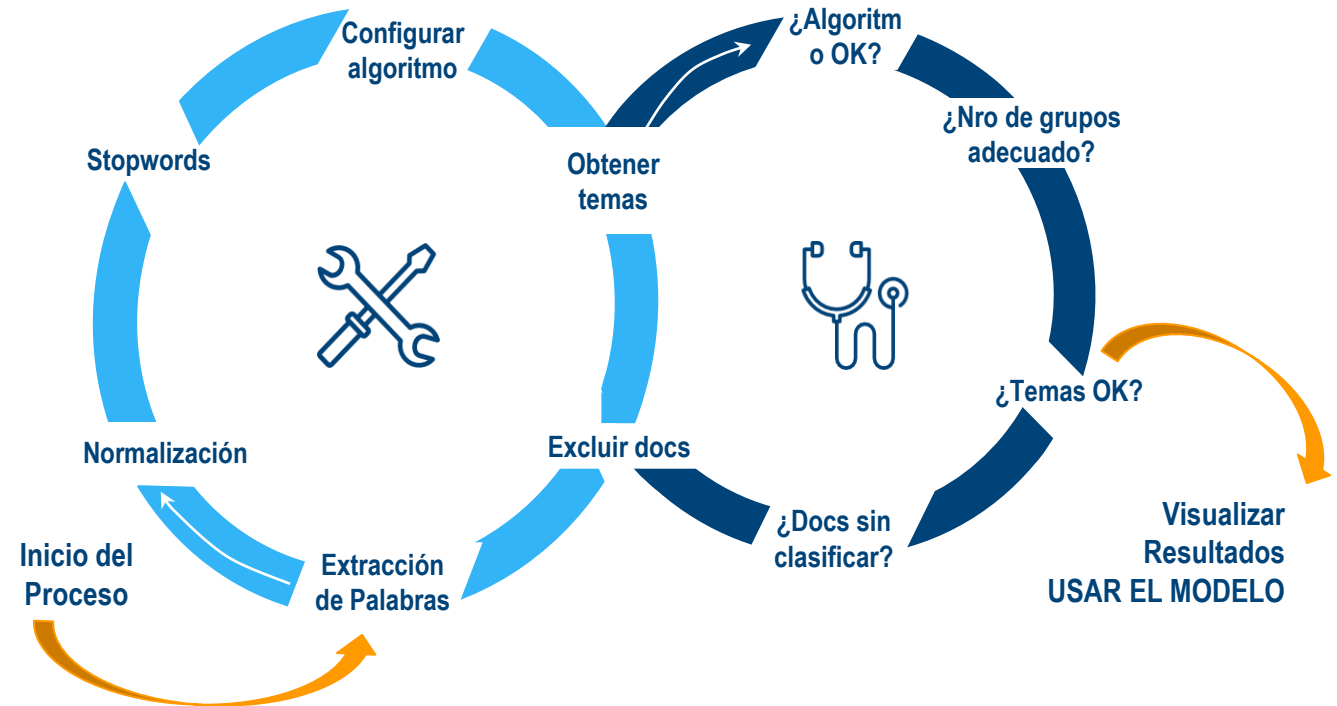 Configurar
algoritmo
¿Algoritm
o OK?
¿Nro de grupos
adecuado?
Stopwords
Obtener
temas
¿Temas OK?
Normalización
Excluir docs
¿Docs sin
clasificar?
Visualizar
Resultados
USAR EL MODELO
Inicio del
Proceso
Extracción
de Palabras